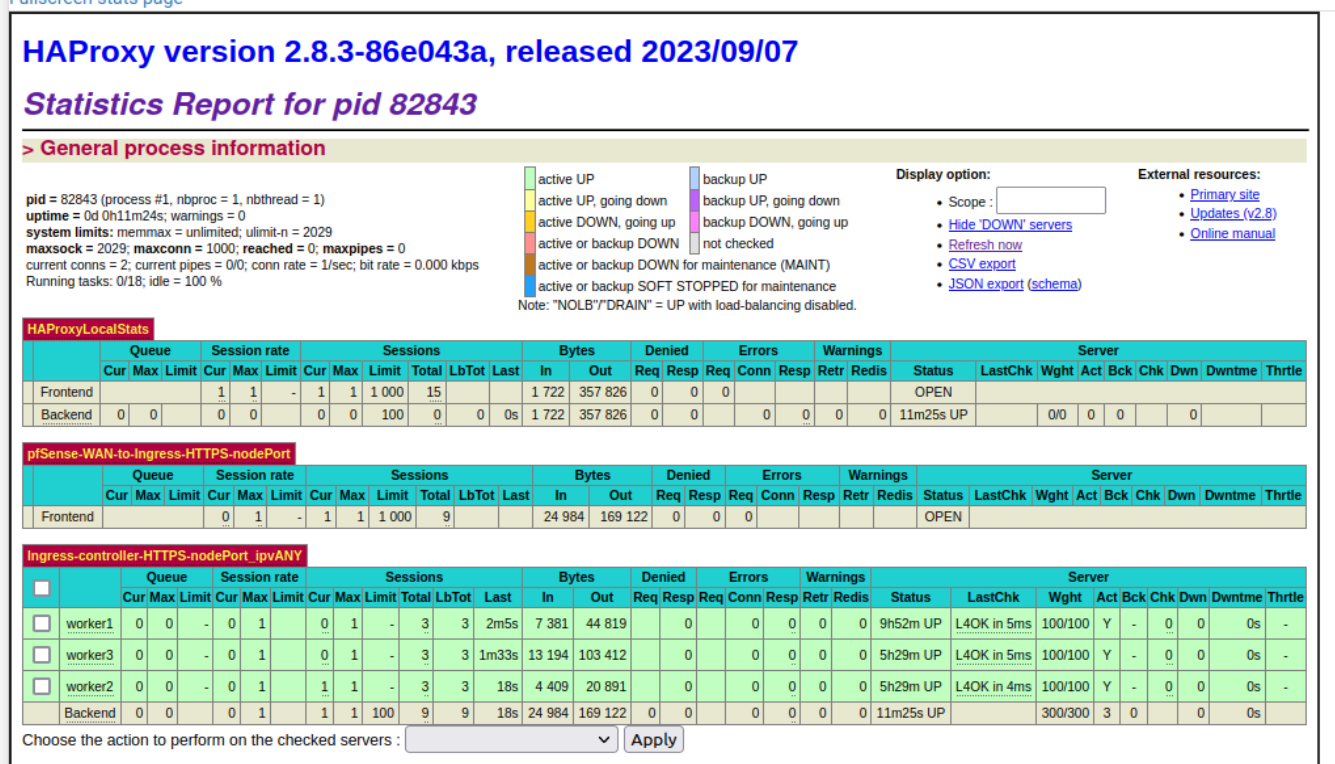 Fullscreen stats page
HAProxy version 2.8.3-86e043a, released 2023/09/07
Statistics Report for pid 82843
> General process information
pid = 82843 (process #1, nbproc = 1, nbthread = 1)
uptime = 0d 0h11m24s; warnings = 0
system limits: memmax = unlimited; ulimit-n = 2029
maxsock = 2029; maxconn = 1000; reached = 0; maxpipes = 0
current conns = 2; current pipes = 0/0; conn rate = 1/sec; bit rate = 0.000 kbps
Running tasks: 0/18; idle = 100 %
active UP backup UP
active UP, going down backup UP, going down
active DOWN, going up backup DOWN, going up
active or backup DOWN not checked
active or backup DOWN for maintenance (MAINT)
active or backup SOFT STOPPED for maintenance
Note: "NOLB"/"DRAIN" = UP with load-balancing disabled.
Display option:
• Scope :
• Hide 'DOWN' servers
• Refresh now
• CSV export
• JSON export (schema)
External resources:
• Primary site
• Updates (v2.8)
• Online manual
HAProxyLocalStats
Queue Session rate Sessions Bytes Denied Errors Warnings Server
Cur Max Limit Cur Max Limit Cur Max Limit Total LbTot Last In Out Req Resp Req Conn Resp Retr Redis Status LastChk Wght Act Bck Chk Dwn Dwntme Thrtle
Frontend 1 1 - 1 1 1 000 15 1 722 357 826 0 0 0 OPEN
Backend 0 0 0 0 0 0 100 0 0 0s 1 722 357 826 0 0 0 0 0 0 11m25s UP 0/0 0 0 0
pfSense-WAN-to-Ingress-HTTPS-nodePort
Queue Session rate Sessions Bytes Denied Errors Warnings Server
Cur Max Limit Cur Max Limit Cur Max Limit Total LbTot Last In Out Req Resp Req Conn Resp Retr Redis Status LastChk Wght Act Bck Chk Dwn Dwntme Thrtle
Frontend 0 1 - 1 1 1 000 9 24 984 169 122 0 0 0 OPEN
Ingress-controller-HTTPS-nodePort_ipvANY
Queue Session rate Sessions Bytes Denied Errors Warnings Server
Cur Max Limit Cur Max Limit Cur Max Limit Total LbTot Last In Out Req Resp Req Conn Resp Retr Redis Status LastChk Wght Act Bck Chk Dwn Dwntme Thrtle
worker1 0 0 - 0 1 0 1 - 3 3 2m5s 7 381 44 819 0 0 0 0 0 9h52m UP L4OK in 5ms 100/100 Y - 0 0 0s -
worker3 0 0 - 0 1 0 1 - 3 3 1m33s 13 194 103 412 0 0 0 0 0 5h29m UP L4OK in 5ms 100/100 Y - 0 0 0s -
worker2 0 0 - 0 1 1 1 - 3 3 18s 4 409 20 891 0 0 0 0 0 5h29m UP L4OK in 4ms 100/100 Y - 0 0 0s -
Backend 0 0 0 1 1 1 100 9 9 18s 24 984 169 122 0 0 0 0 0 0 11m25s UP 300/300 3 0 0 0s
Choose the action to perform on the checked servers : Apply